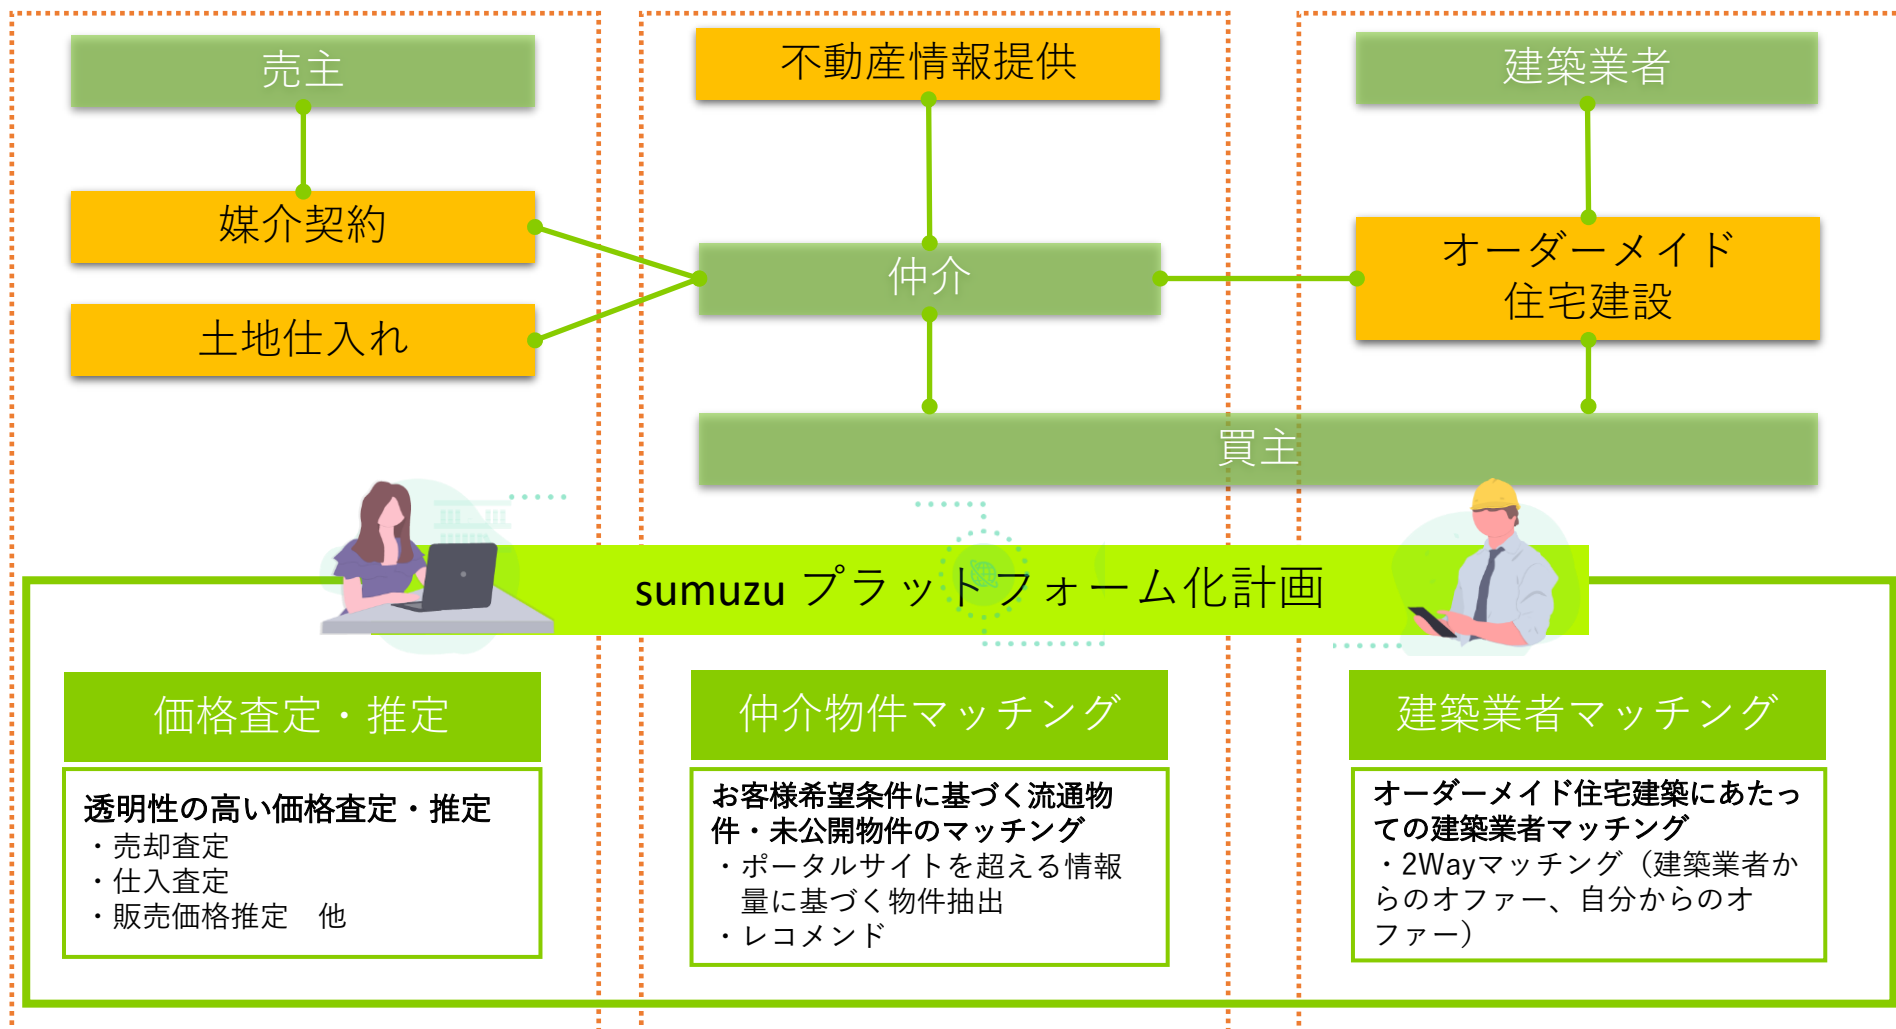 売主
不動産情報提供
建築業者
媒介契約
土地仕入れ
仲介
オーダーメイド
住宅建設
買主
sumuzu プラットフォーム化計画
価格査定・推定
透明性の高い価格査定・推定
・売却査定
・仕入査定
・販売価格推定　他
仲介物件マッチング
お客様希望条件に基づく流通物
件・未公開物件のマッチング
・ポータルサイトを超える情報
量に基づく物件抽出
・レコメンド
建築業者マッチング
オーダーメイド住宅建築にあたっ
ての建築業者マッチング
・2Wayマッチング（建築業者か
らのオファー、自分からのオ
ファー）